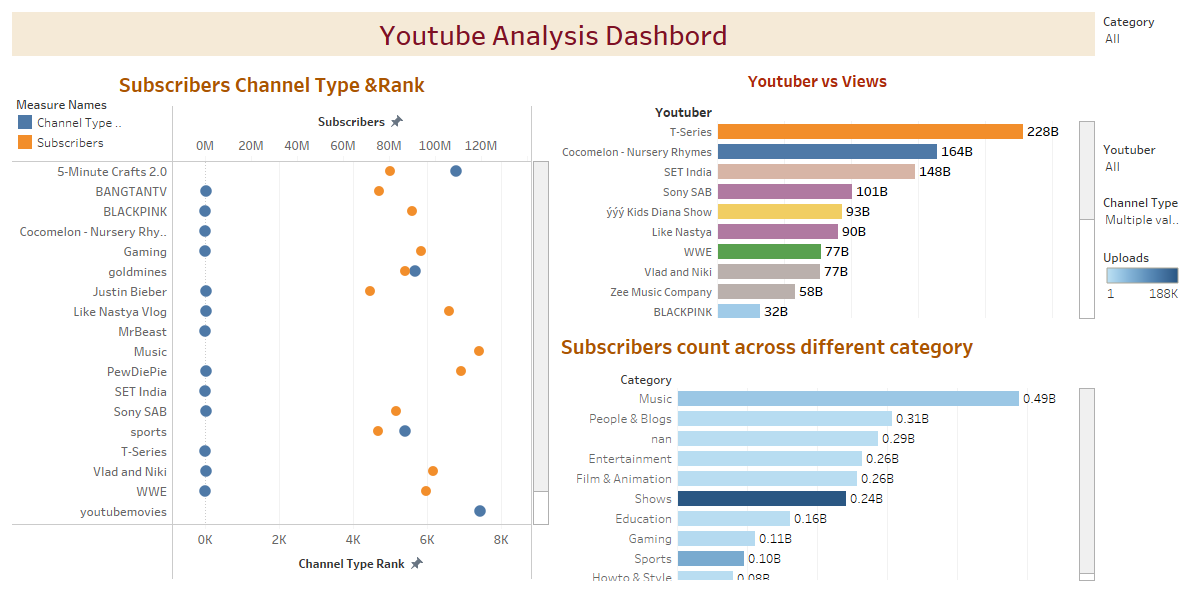 Youtube Analysis Dashbord
Category
All
Subscribers Channel Type &Rank
Measure Names
Channel Type ..
Subscribers
Subscribers
0M 20M 40M 60M 80M 100M 120M
5-Minute Crafts 2.0
BANGTANTV
BLACKPINK
Cocomelon - Nursery Rhy..
Gaming
goldmines
Justin Bieber
Like Nastya Vlog
MrBeast
Music
PewDiePie
SET India
Sony SAB
sports
T-Series
Vlad and Niki
WWE
youtubemovies
0K 2K 4K 6K 8K
Channel Type Rank
Youtuber vs Views
Youtuber
T-Series 228B
Cocomelon - Nursery Rhymes 164B
SET India 148B
Sony SAB 101B
ýýý Kids Diana Show 93B
Like Nastya 90B
WWE 77B
Vlad and Niki 77B
Zee Music Company 58B
BLACKPINK 32B
Youtuber
All
Channel Type
Multiple val..
Uploads
1 188K
Subscribers count across different category
Category
Music 0.49B
People & Blogs 0.31B
nan 0.29B
Entertainment 0.26B
Film & Animation 0.26B
Shows 0.24B
Education 0.16B
Gaming 0.11B
Sports 0.10B
Howto & Style 0.08B